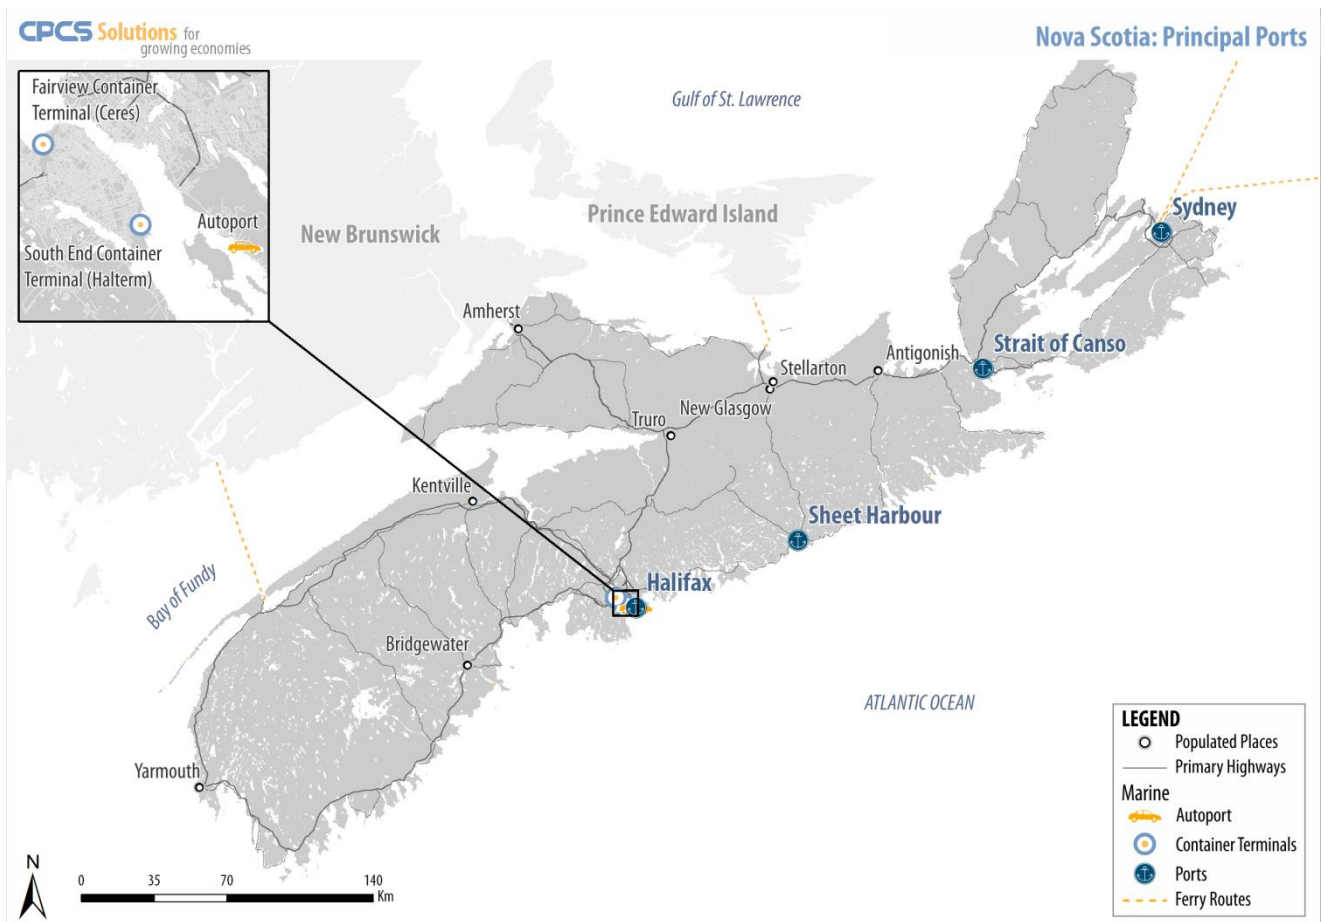 CPCS Solutions for
growing economies
Nova Scotia: Principal Ports
Fairview Container
Terminal (Ceres)
Autoport
South End Container
Terminal (Halterm)
Gulf of St. Lawrence
New Brunswick
Prince Edward Island
Sydney
Amherst
Strait of Canso
Antigonish
Stellarton
New Glasgow
Truro
Kentville
Sheet Harbour
Halifax
Bay of Fundy
Bridgewater
ATLANTIC OCEAN
Yarmouth
LEGEND
Populated Places
Primary Highways
Marine
Autoport
Container Terminals
Ports
Ferry Routes
N
0 35 70 140
Km